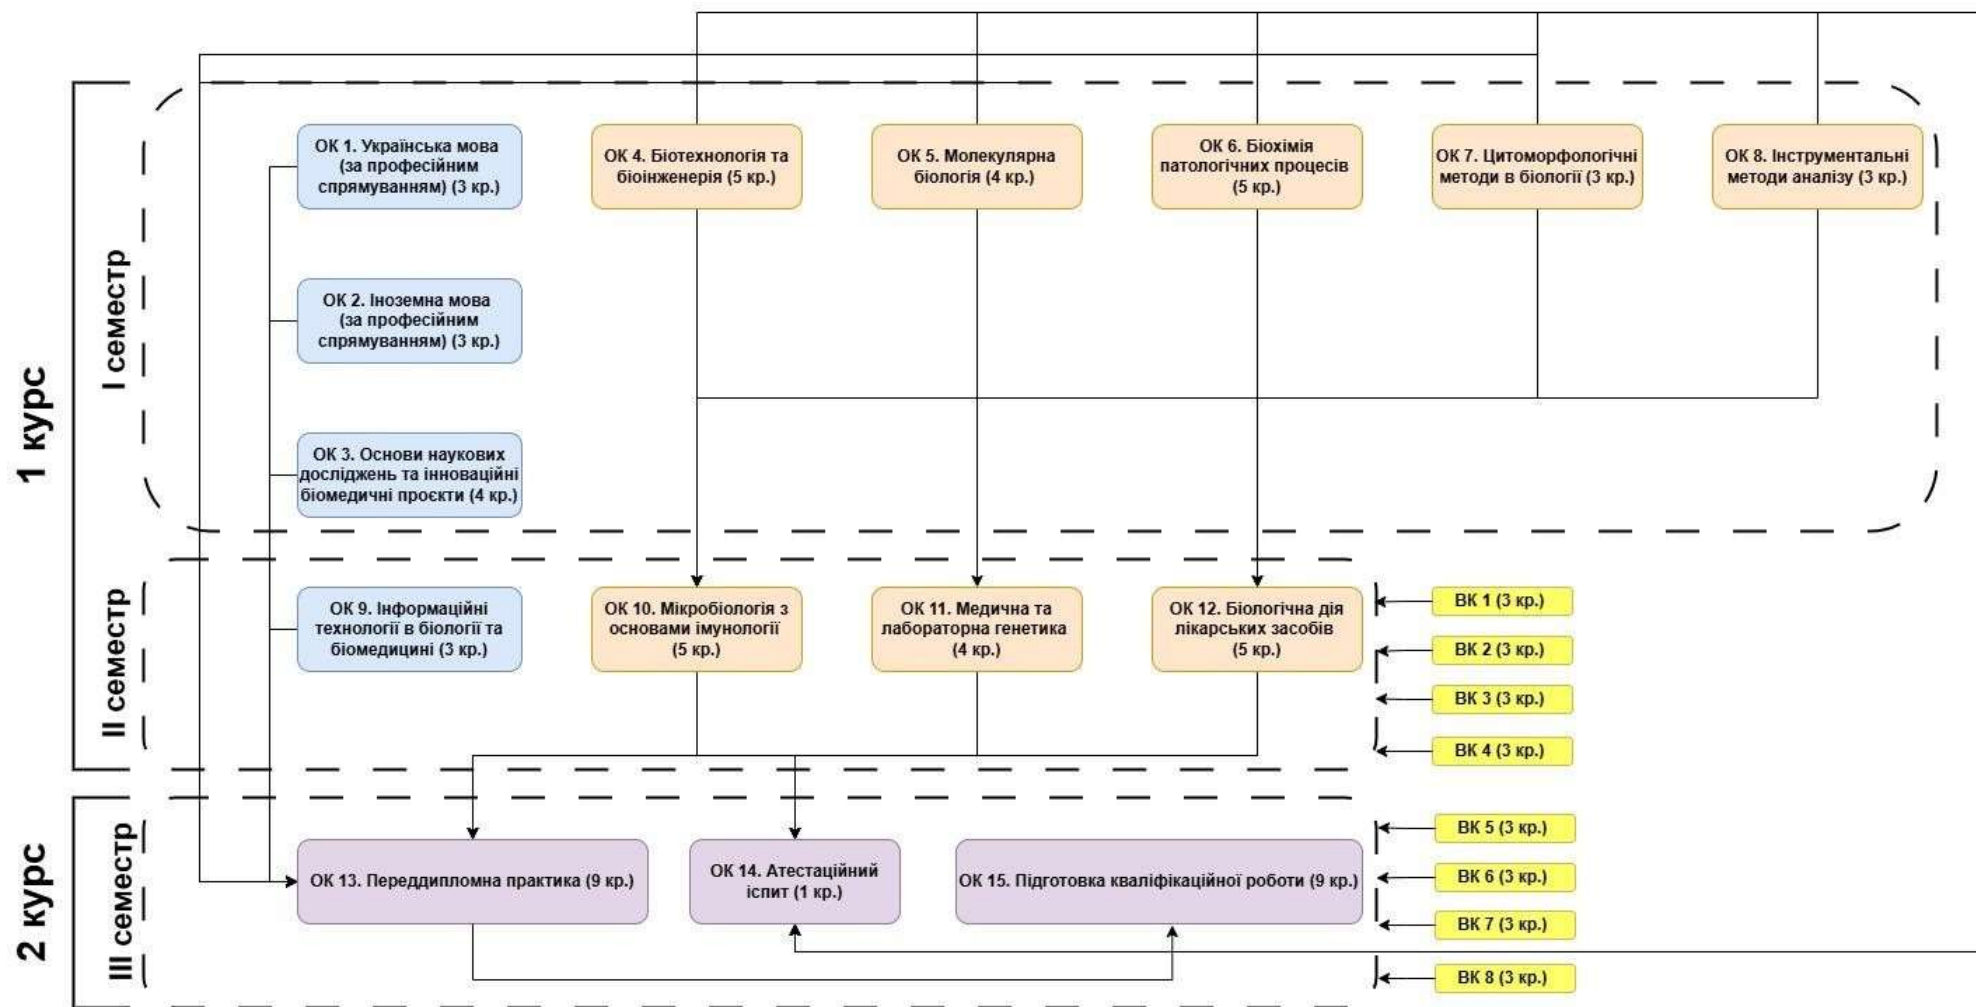 1 курс
I семестр
ОК 1. Українська мова
(за професійним
спрямуванням) (3 кр.)
ОК 4. Біотехнологія та
біоінженерія (5 кр.)
ОК 5. Молекулярна
біологія (4 кр.)
ОК 6. Біохімія
патологічних процесів
(5 кр.)
ОК 7. Цитоморфологічні
методи в біології (3 кр.)
ОК 8. Інструментальні
методи аналізу (3 кр.)
ОК 2. Іноземна мова
(за професійним
спрямуванням) (3 кр.)
ОК 3. Основи наукових
досліджень та інноваційні
біомедичні проєкти (4 кр.)
II семестр
ОК 9. Інформаційні
технології в біології та
біомедицині (3 кр.)
ОК 10. Мікробіологія з
основами імунології
(5 кр.)
ОК 11. Медична та
лабораторна генетика
(4 кр.)
ОК 12. Біологічна дія
лікарських засобів
(5 кр.)
ВК 1 (3 кр.)
ВК 2 (3 кр.)
ВК 3 (3 кр.)
ВК 4 (3 кр.)
2 курс
III семестр
ОК 13. Переддипломна практика (9 кр.)
ОК 14. Атестаційний
іспит (1 кр.)
ОК 15. Підготовка кваліфікаційної роботи (9 кр.)
ВК 5 (3 кр.)
ВК 6 (3 кр.)
ВК 7 (3 кр.)
ВК 8 (3 кр.)